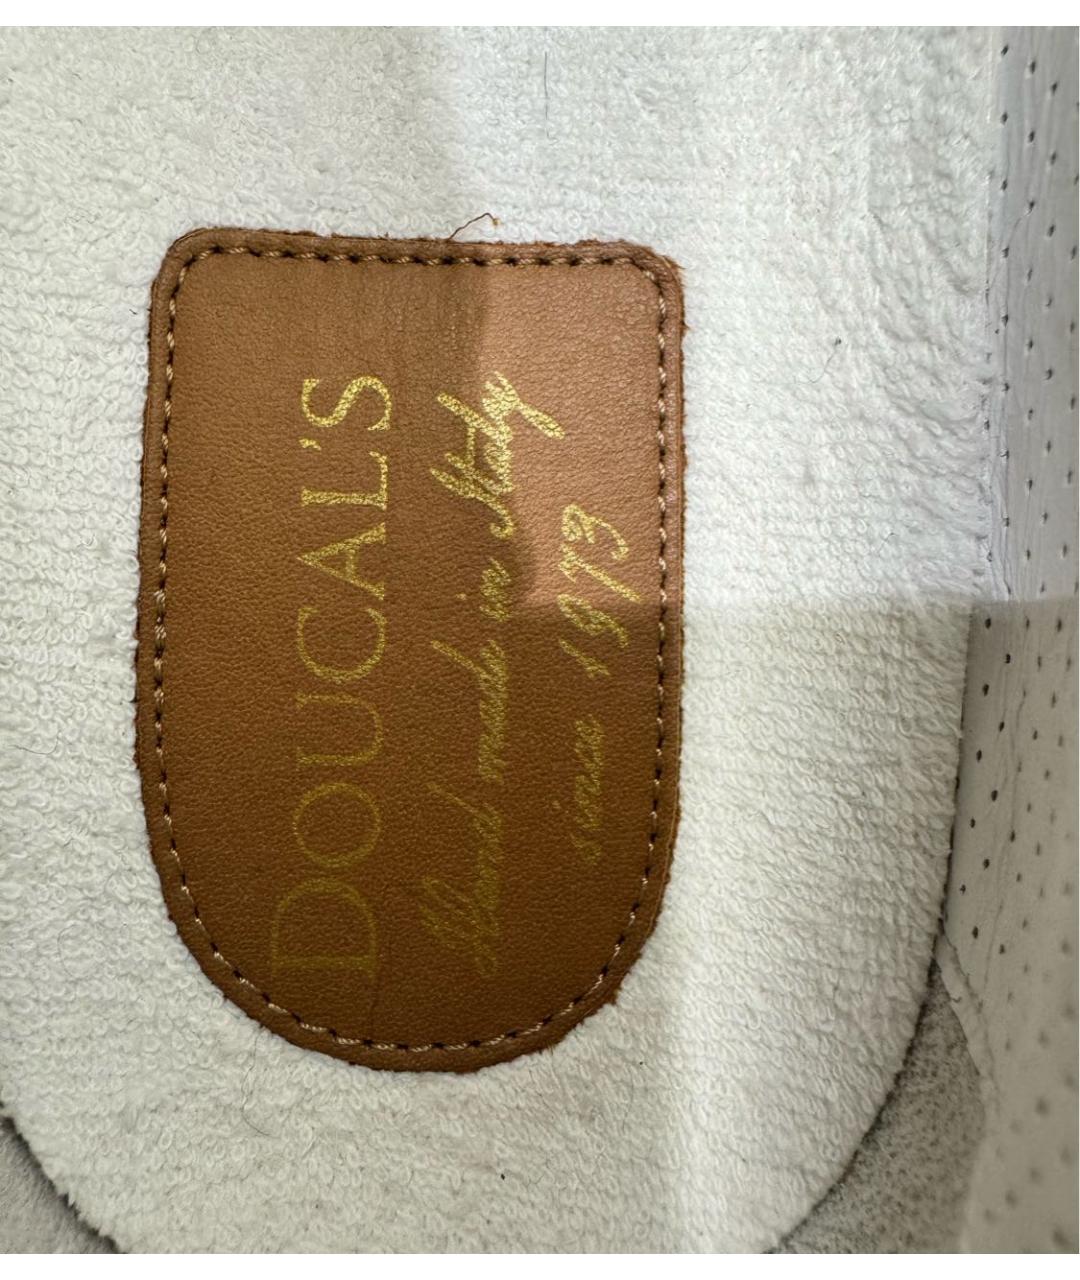 DOUCAL'S
Hand made in Italy
since 1973